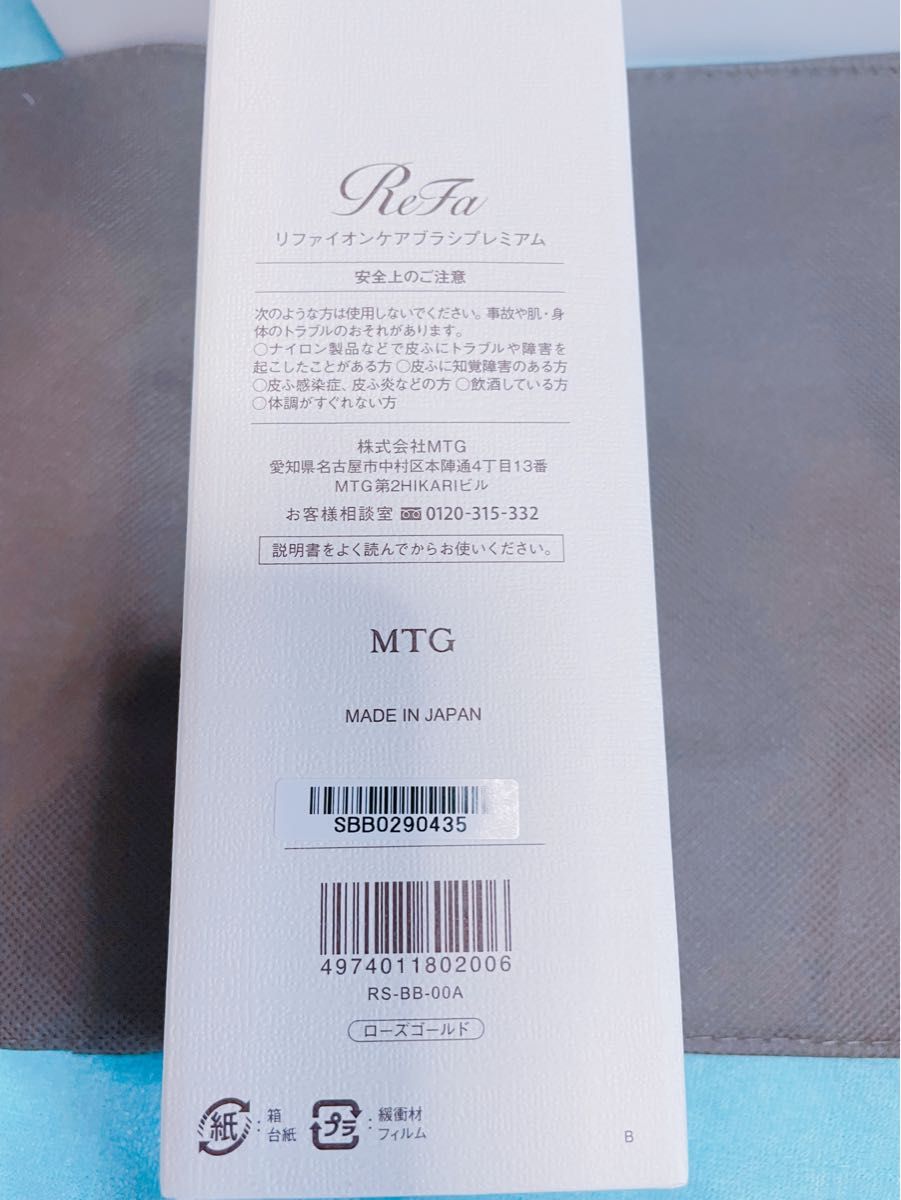 ReFa
リファイオンケアブラシプレミアム
安全上のご注意
次のような方は使用しないでください。事故や肌・身
体のトラブルのおそれがあります。
○ナイロン製品などで皮ふにトラブルや障害を
起こしたことがある方 ○皮ふに知覚障害のある方
○皮ふ感染症、皮ふ炎などの方 ○飲酒している方
○体調がすぐれない方
株式会社MTG
愛知県名古屋市中村区本陣通4丁目13番
MTG第2HIKARIビル
お客様相談室 0120-315-332
説明書をよく読んでからお使いください。
MTG
MADE IN JAPAN
SBB0290435
4974011802006
RS-BB-00A
ローズゴールド
紙 : 箱
台紙
プラ : 緩衝材
フィルム
B